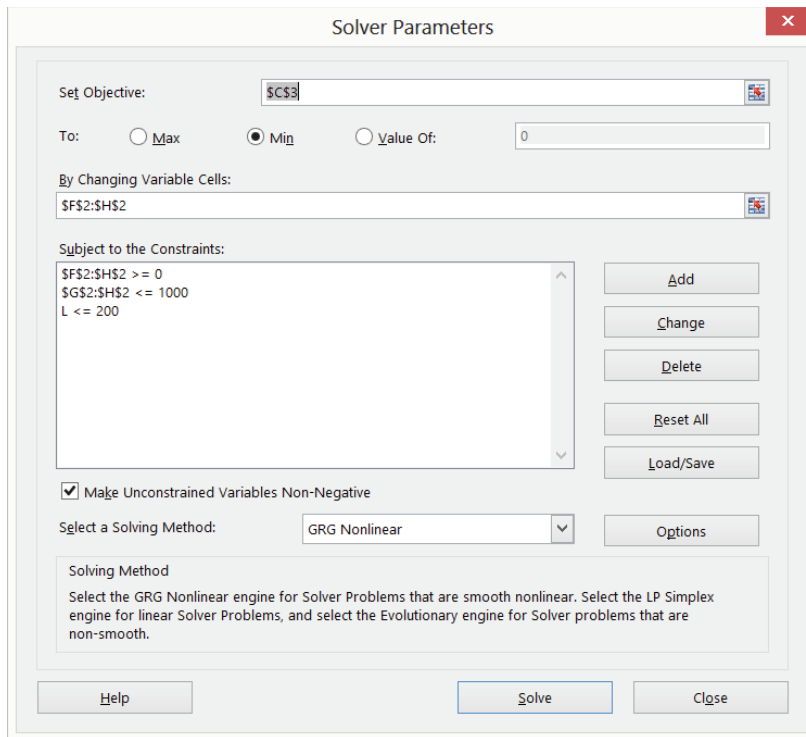 Solver Parameters
Set Objective:
$C$3
To:
Max
Min
Value Of:
0
By Changing Variable Cells:
$F$2:$H$2
Subject to the Constraints:
$F$2:$H$2 >= 0
$G$2:$H$2 <= 1000
L <= 200
Add
Change
Delete
Reset All
Load/Save
Make Unconstrained Variables Non-Negative
Select a Solving Method:
GRG Nonlinear
Options
Solving Method
Select the GRG Nonlinear engine for Solver Problems that are smooth nonlinear. Select the LP Simplex
engine for linear Solver Problems, and select the Evolutionary engine for Solver problems that are
non-smooth.
Help
Solve
Close